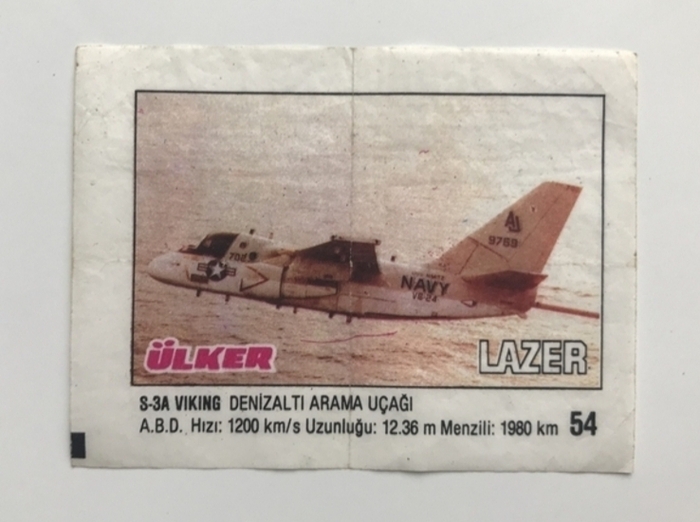 AJ
9769
702
NAVY
VS-24
ÜLKER
LAZER
S-3A VIKING DENİZALTI ARAMA UÇAĞI
A.B.D. Hızı: 1200 km/s Uzunluğu: 12.36 m Menzili: 1980 km 54